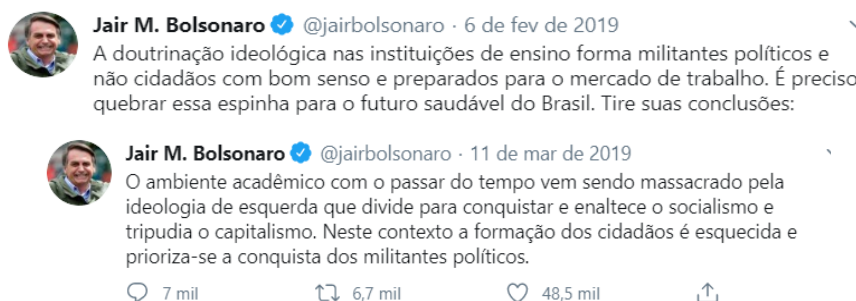 Jair M. Bolsonaro @jairbolsonaro · 6 de fev de 2019
A doutrinação ideológica nas instituições de ensino forma militantes políticos e
não cidadãos com bom senso e preparados para o mercado de trabalho. É preciso
quebrar essa espinha para o futuro saudável do Brasil. Tire suas conclusões:
Jair M. Bolsonaro @jairbolsonaro · 11 de mar de 2019
O ambiente acadêmico com o passar do tempo vem sendo massacrado pela
ideologia de esquerda que divide para conquistar e enaltece o socialismo e
tripudia o capitalismo. Neste contexto a formação dos cidadãos é esquecida e
prioriza-se a conquista dos militantes políticos.
7 mil 6,7 mil 48,5 mil